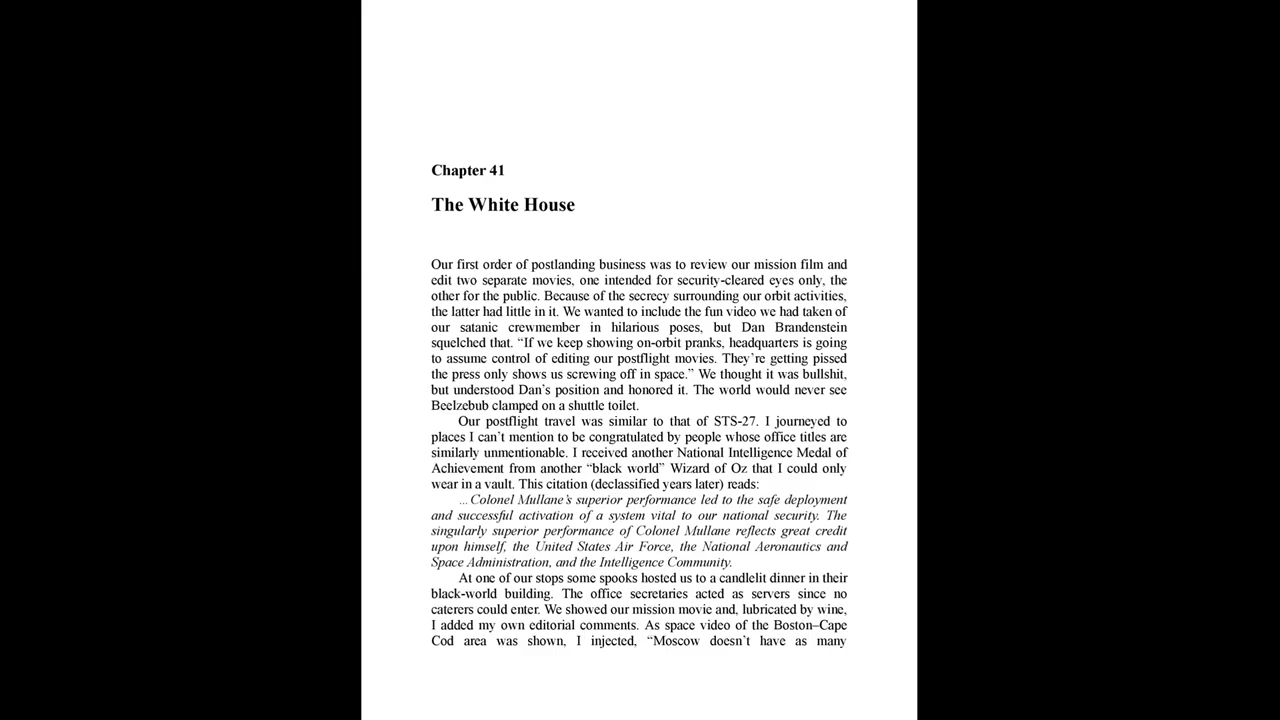 Chapter 41
The White House
Our first order of postlanding business was to review our mission film and
edit two separate movies, one intended for security-cleared eyes only, the
other for the public. Because of the secrecy surrounding our orbit activities,
the latter had little in it. We wanted to include the fun video we had taken of
our satanic crewmember in hilarious poses, but Dan Brandenstein
squelched that. “If we keep showing on-orbit pranks, headquarters is going
to assume control of editing our postflight movies. They’re getting pissed
the press only shows us screwing off in space.” We thought it was bullshit,
but understood Dan’s position and honored it. The world would never see
Beelzebub clamped on a shuttle toilet.
Our postflight travel was similar to that of STS-27. I journeyed to
places I can’t mention to be congratulated by people whose office titles are
similarly unmentionable. I received another National Intelligence Medal of
Achievement from another “black world” Wizard of Oz that I could only
wear in a vault. This citation (declassified years later) reads:
…Colonel Mullane’s superior performance led to the safe deployment
and successful activation of a system vital to our national security. The
singularly superior performance of Colonel Mullane reflects great credit
upon himself, the United States Air Force, the National Aeronautics and
Space Administration, and the Intelligence Community.
At one of our stops some spooks hosted us to a candlelit dinner in their
black-world building. The office secretaries acted as servers since no
caterers could enter. We showed our mission movie and, lubricated by wine,
I added my own editorial comments. As space video of the Boston–Cape
Cod area was shown, I injected, “Moscow doesn’t have as many